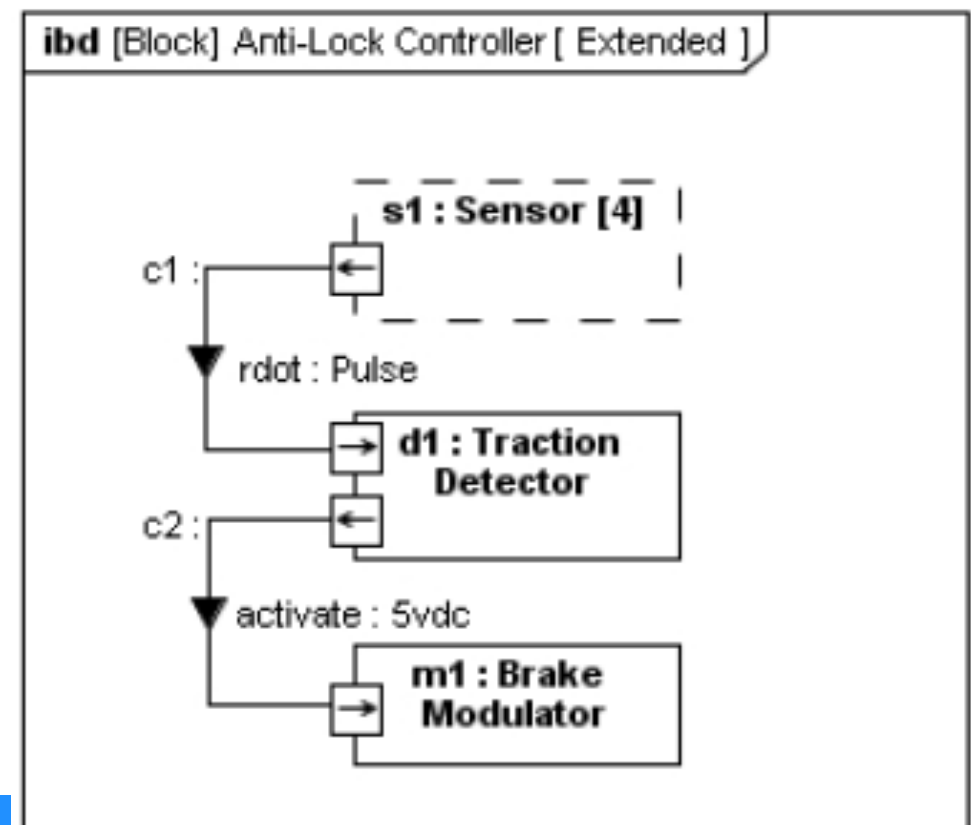 ibd [Block] Anti-Lock Controller [ Extended ]
s1 : Sensor [4]
c1 :
rdot : Pulse
d1 : Traction
Detector
c2 :
activate : 5vdc
m1 : Brake
Modulator